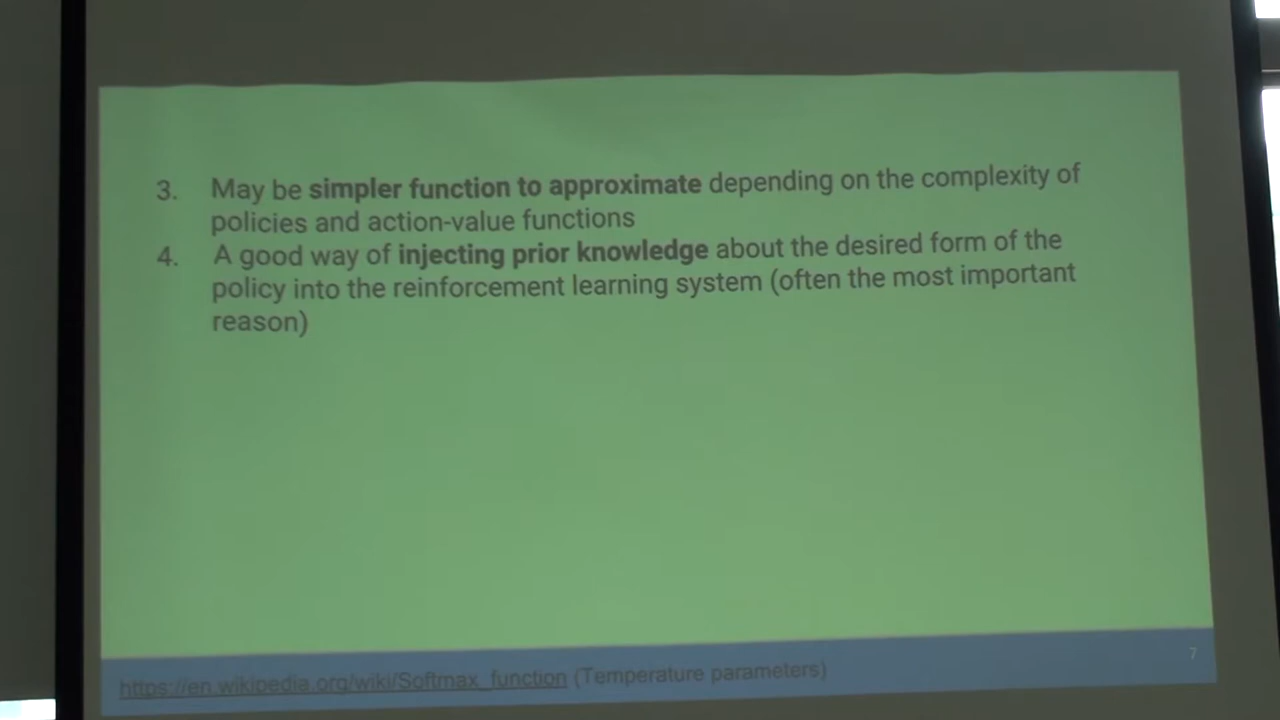 3. May be simpler function to approximate depending on the complexity of
policies and action-value functions
4. A good way of injecting prior knowledge about the desired form of the
policy into the reinforcement learning system (often the most important
reason)
https://en.wikipedia.org/wiki/Softmax_function (Temperature parameters)
7